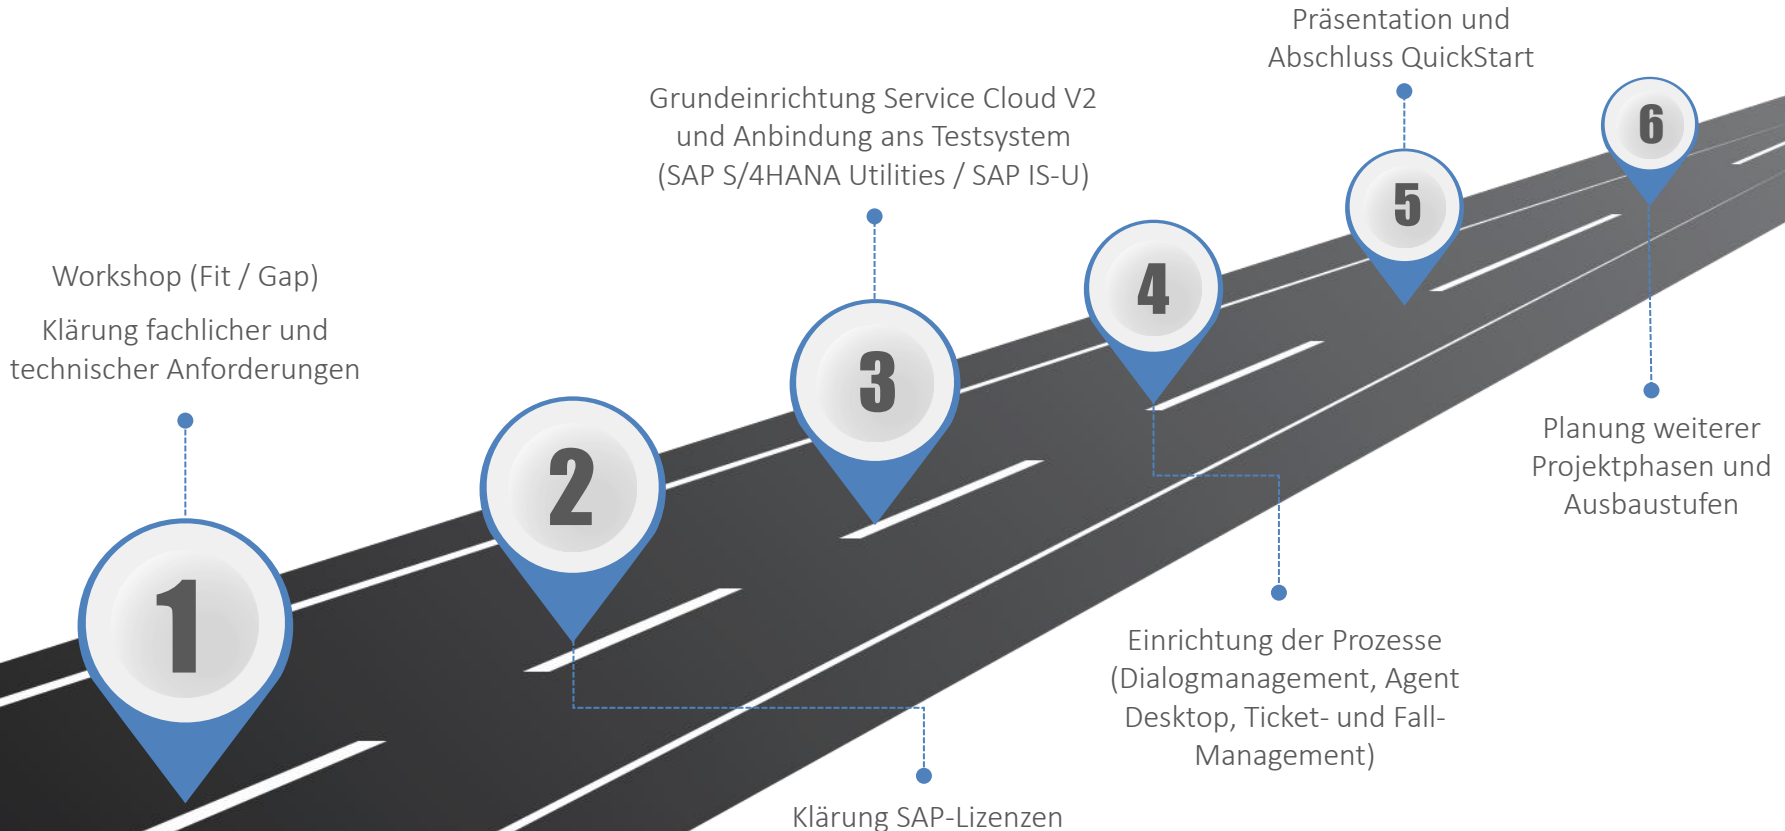 Workshop (Fit / Gap)
Klärung fachlicher und
technischer Anforderungen
1
2
Klärung SAP-Lizenzen
Grundeinrichtung Service Cloud V2
und Anbindung ans Testsystem
(SAP S/4HANA Utilities / SAP IS-U)
3
4
Einrichtung der Prozesse
(Dialogmanagement, Agent
Desktop, Ticket- und Fall-
Management)
Präsentation und
Abschluss QuickStart
5
6
Planung weiterer
Projektphasen und
Ausbaustufen